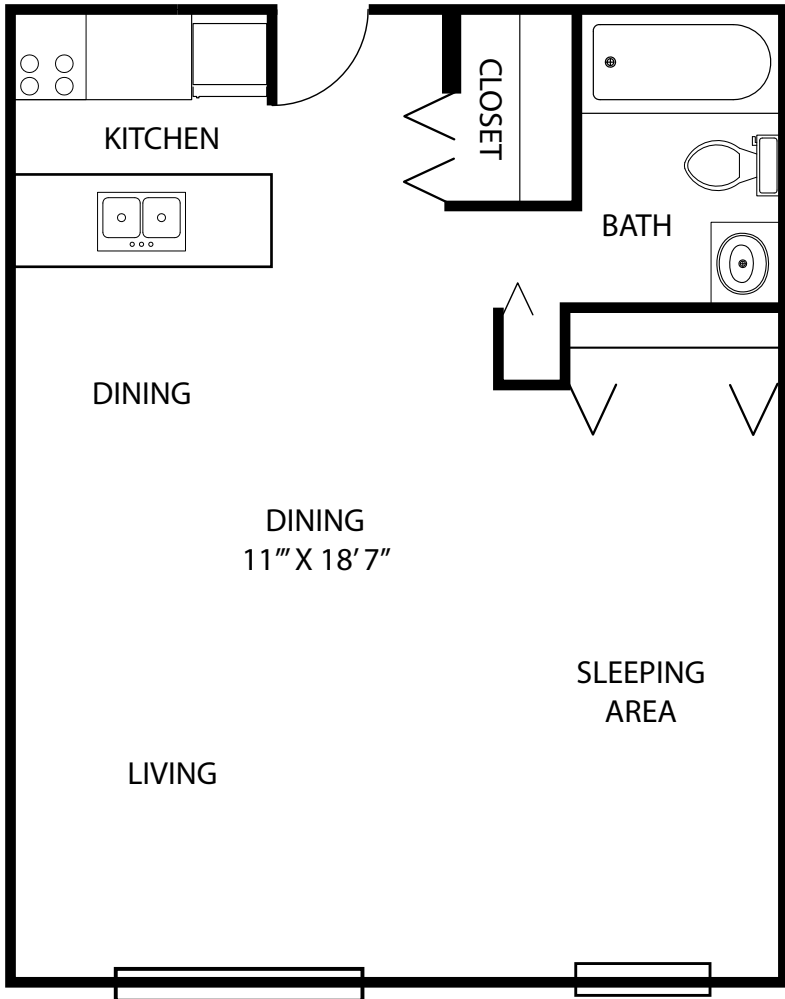 CLOSET
KITCHEN
BATH
DINING
DINING
11‴ X 18′ 7″
SLEEPING
AREA
LIVING